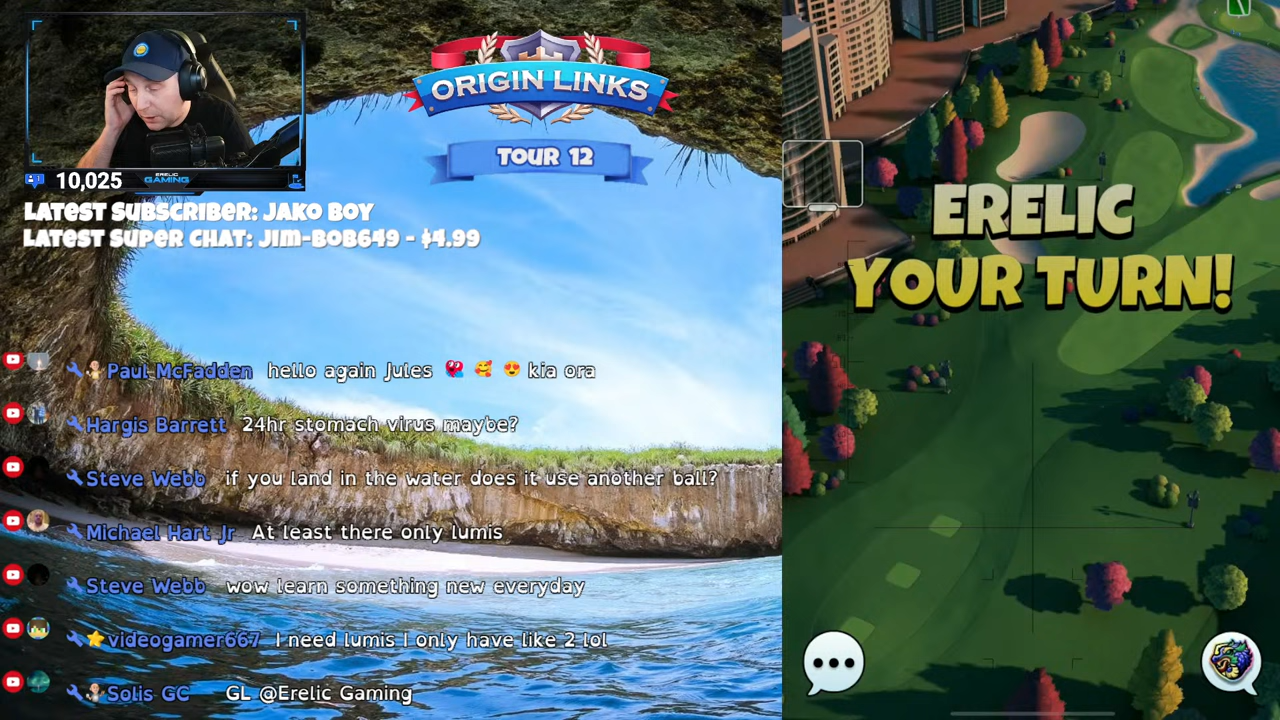 ORIGIN LINKS
TOUR 12
10,025
ERELIC
GAMING
Latest Subscriber: Jako Boy
Latest Super Chat: Jim-Bob649 - $4.99
Paul McFadden hello again Jules kia ora
Hargis Barrett 24hr stomach virus maybe?
Steve Webb if you land in the water does it use another ball?
Michael Hart Jr At least there only lumis
Steve Webb wow learn something new everyday
videogamer667 I need lumis I only have like 2 lol
Solis GC GL @Erelic Gaming
ERELIC
YOUR TURN!